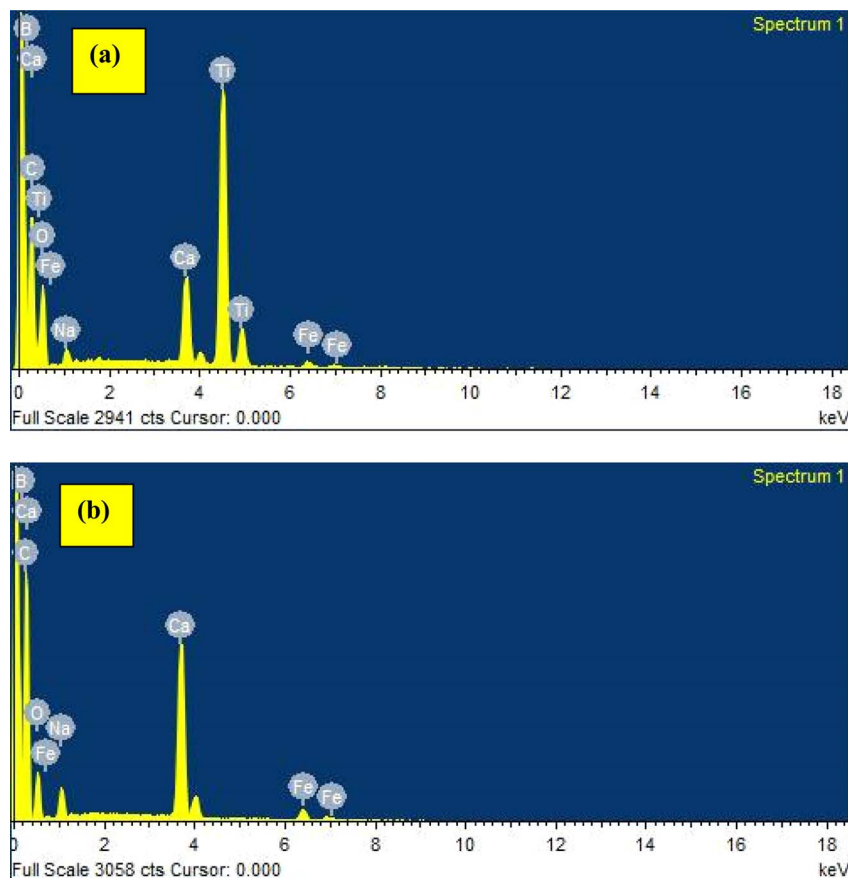 Spectrum 1
(a)
B
Ca
C
Ti
O
Fe
Na
Ca
Ti
Ti
Fe
Fe
0 2 4 6 8 10 12 14 16 18
Full Scale 2941 cts Cursor: 0.000 keV
Spectrum 1
(b)
B
Ca
C
O
Na
Fe
Ca
Fe
Fe
0 2 4 6 8 10 12 14 16 18
Full Scale 3058 cts Cursor: 0.000 keV